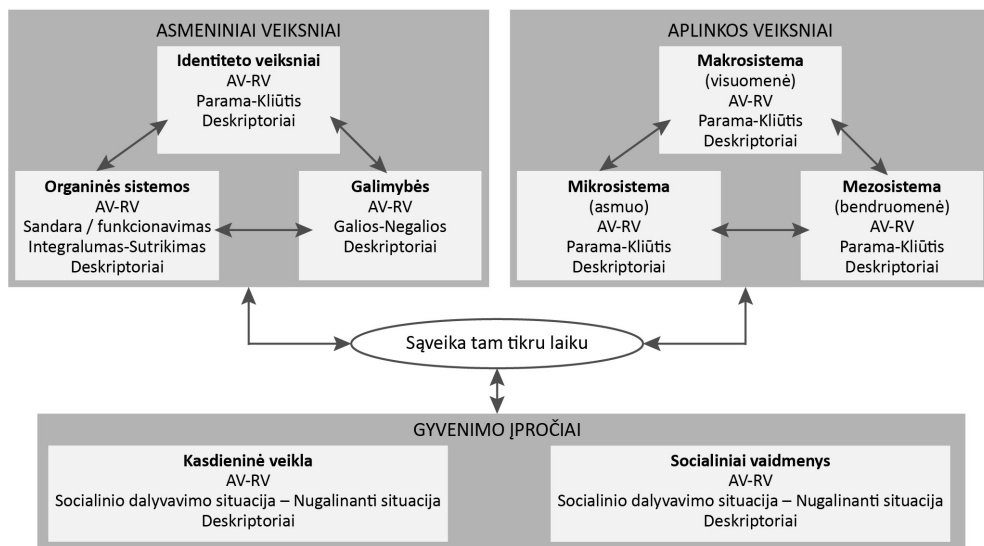 ASMENINIAI VEIKSNIAI
Identiteto veiksniai
AV-RV
Parama-Kliūtis
Deskriptoriai
Organinės sistemos
AV-RV
Sandara / funkcionavimas
Integralumas-Sutrikimas
Deskriptoriai
Galimybės
AV-RV
Galios-Negalios
Deskriptoriai
APLINKOS VEIKSNIAI
Makrosistema
(visuomenė)
AV-RV
Parama-Kliūtis
Deskriptoriai
Mikrosistema
(asmuo)
AV-RV
Parama-Kliūtis
Deskriptoriai
Mezosistema
(bendruomenė)
AV-RV
Parama-Kliūtis
Deskriptoriai
Sąveika tam tikru laiku
GYVENIMO ĮPROČIAI
Kasdieninė veikla
AV-RV
Socialinio dalyvavimo situacija – Nugalinanti situacija
Deskriptoriai
Socialiniai vaidmenys
AV-RV
Socialinio dalyvavimo situacija – Nugalinanti situacija
Deskriptoriai